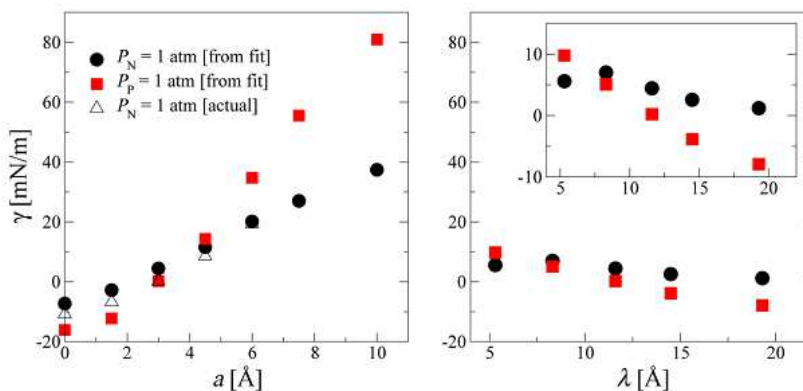 80
60
40
20
0
-20
γ [mN/m]
P_N = 1 atm [from fit]
P_P = 1 atm [from fit]
P_N = 1 atm [actual]
0 2 4 6 8 10
a [Å]
80
60
40
20
0
-20
10
0
-10
5 10 15 20
5 10 15 20
λ [Å]